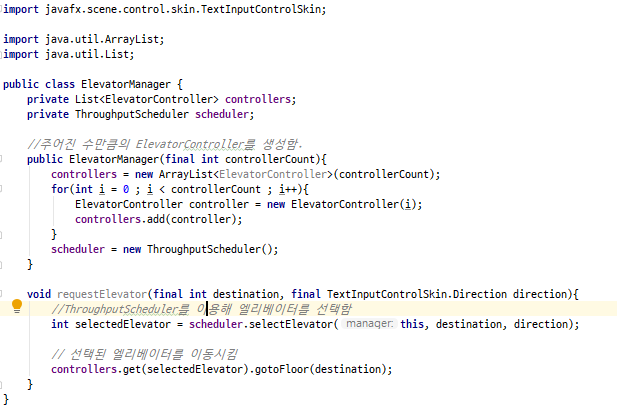 import javafx.scene.control.skin.TextInputControlSkin;
import java.util.ArrayList;
import java.util.List;
public class ElevatorManager {
private List<ElevatorController> controllers;
private ThroughputScheduler scheduler;
//주어진 수만큼의 ElevatorController를 생성함.
public ElevatorManager(final int controllerCount){
controllers = new ArrayList<ElevatorController>(controllerCount);
for(int i = 0 ; i < controllerCount ; i++){
ElevatorController controller = new ElevatorController(i);
controllers.add(controller);
}
scheduler = new ThroughputScheduler();
}
void requestElevator(final int destination, final TextInputControlSkin.Direction direction){
//ThroughputScheduler를 이용해 엘리베이터를 선택함
int selectedElevator = scheduler.selectElevator( manager: this, destination, direction);
// 선택된 엘리베이터를 이동시킴
controllers.get(selectedElevator).gotoFloor(destination);
}
}